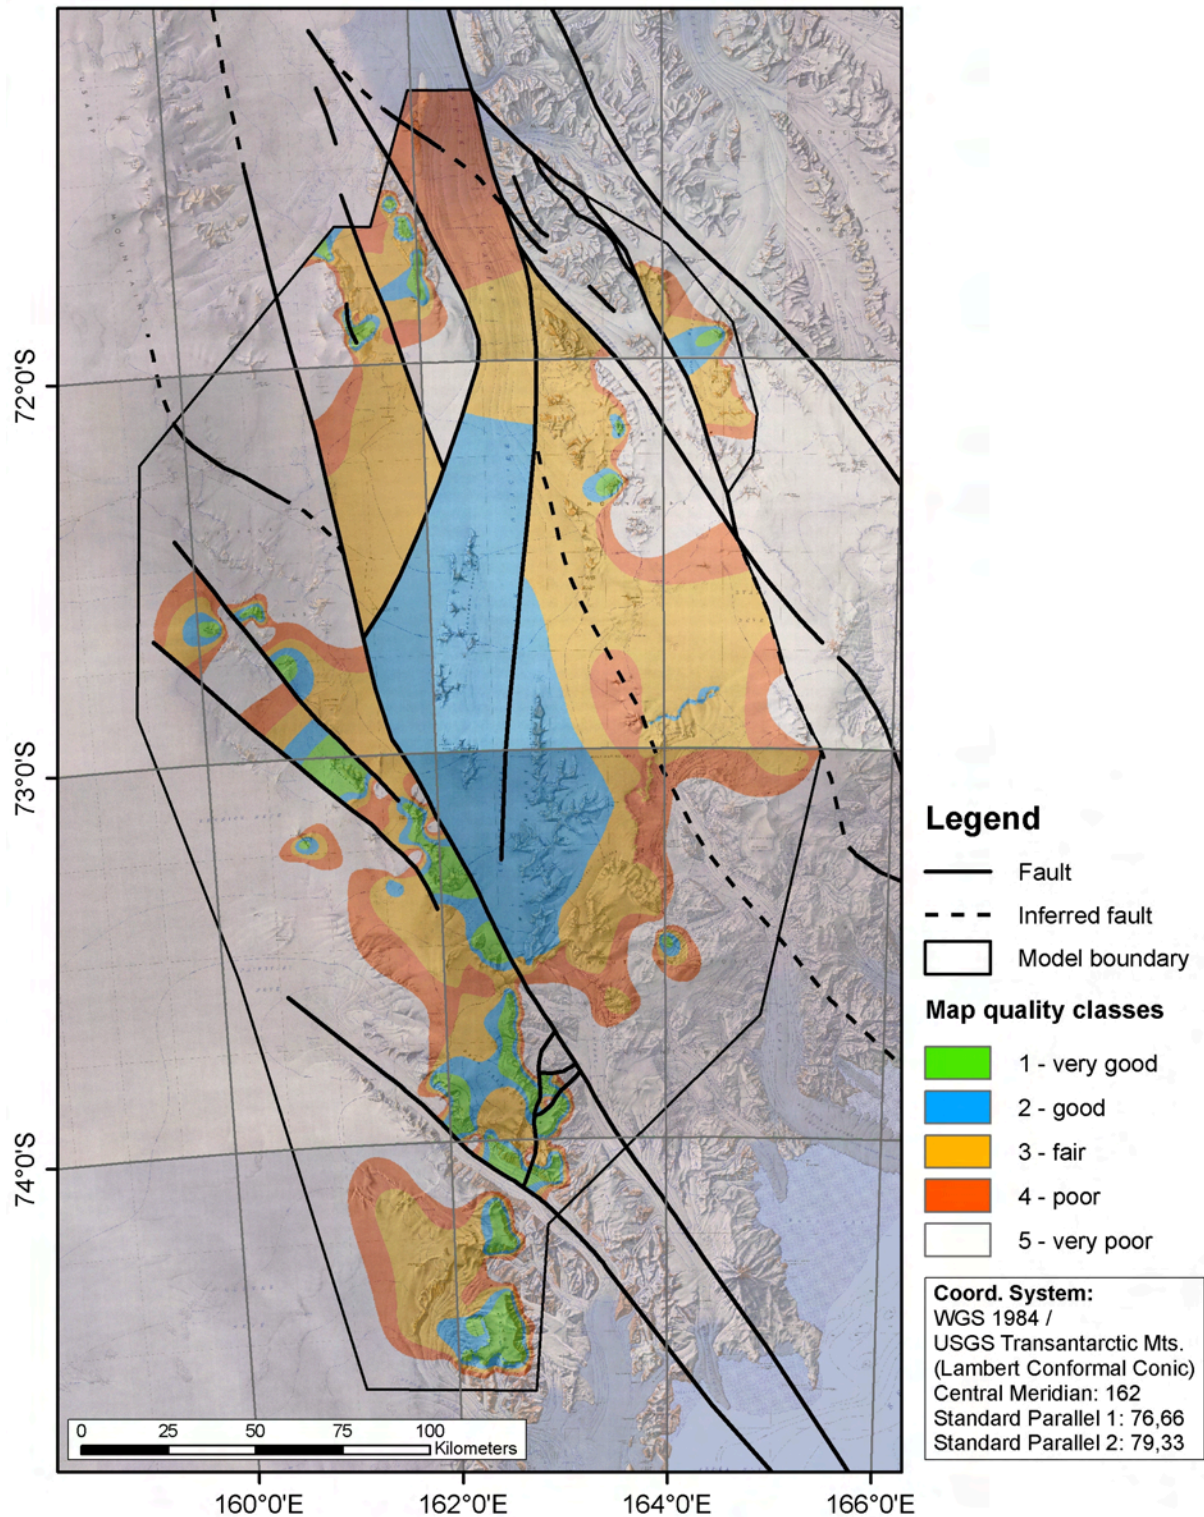 72°0'S
73°0'S
74°0'S
0 25 50 75 100
Kilometers
160°0'E 162°0'E 164°0'E 166°0'E
Legend
Fault
Inferred fault
Model boundary
Map quality classes
1 - very good
2 - good
3 - fair
4 - poor
5 - very poor
Coord. System:
WGS 1984 /
USGS Transantarctic Mts.
(Lambert Conformal Conic)
Central Meridian: 162
Standard Parallel 1: 76,66
Standard Parallel 2: 79,33